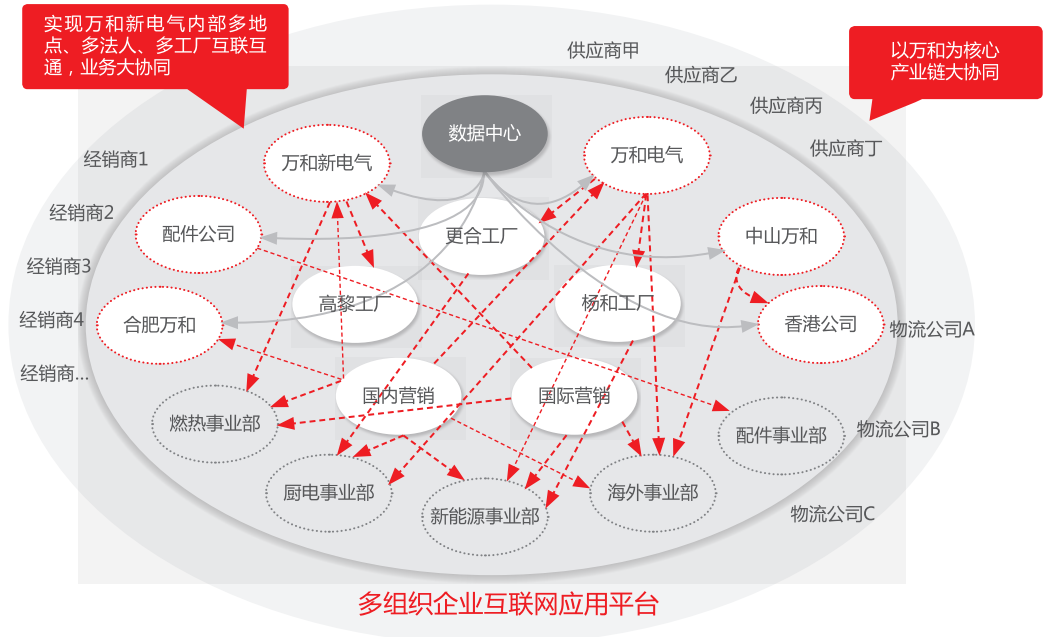 实现万和新电气内部多地
点、多法人、多工厂互联互
通，业务大协同
以万和为核心
产业链大协同
供应商甲
供应商乙
供应商丙
供应商丁
经销商1
经销商2
经销商3
经销商4
经销商...
数据中心
万和新电气
万和电气
配件公司
更合工厂
中山万和
高黎工厂
杨和工厂
合肥万和
香港公司
物流公司A
国内营销
国际营销
燃热事业部
配件事业部
物流公司B
厨电事业部
新能源事业部
海外事业部
物流公司C
多组织企业互联网应用平台